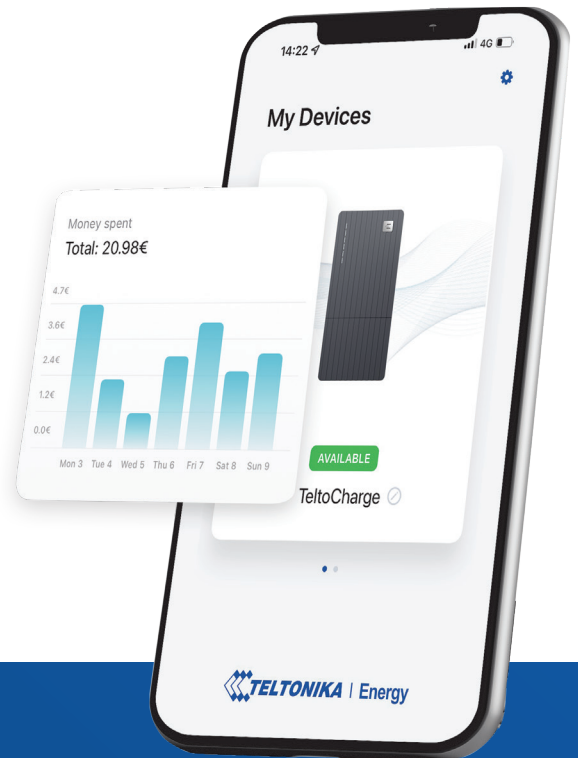 14:22
4G
My Devices
Money spent
Total: 20.98€
4.7€
3.6€
2.4€
1.2€
0.0€
Mon 3 Tue 4 Wed 5 Thu 6 Fri 7 Sat 8 Sun 9
AVAILABLE
TeltoCharge
TELTONIKA | Energy